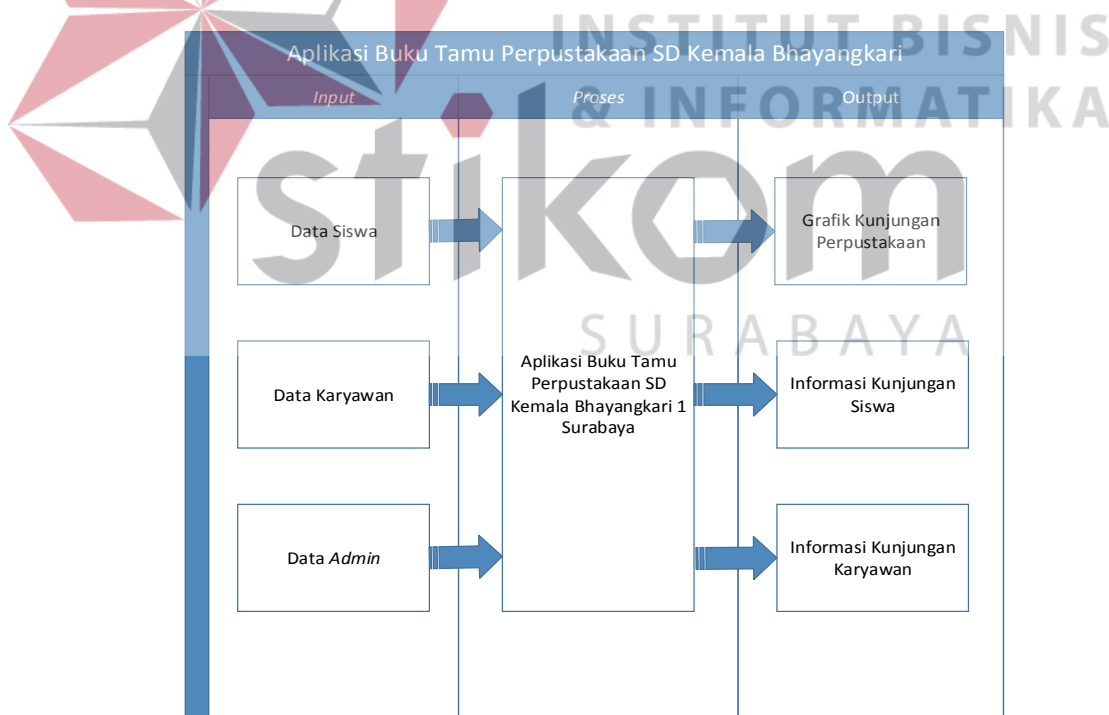 INSTITUT BISNIS
& INFORMATIKA
stikom
SURABAYA
Aplikasi Buku Tamu Perpustakaan SD Kemala Bhayangkari
Input
Proses
Output
Data Siswa
Grafik Kunjungan
Perpustakaan
Data Karyawan
Aplikasi Buku Tamu
Perpustakaan SD
Kemala Bhayangkari 1
Surabaya
Informasi Kunjungan
Siswa
Data Admin
Informasi Kunjungan
Karyawan